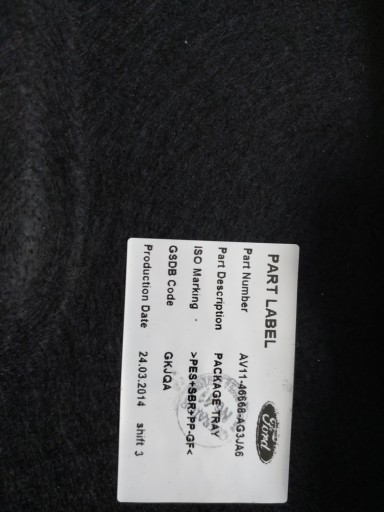 PART LABEL
Ford
Part Number AV11-46668-AG3JA6
Part Description PACKAGE TRAY
ISO Marking >PES+SBR+PP-GF<
GSDB Code GKJQA
Production Date 24.03.2014 shift 3